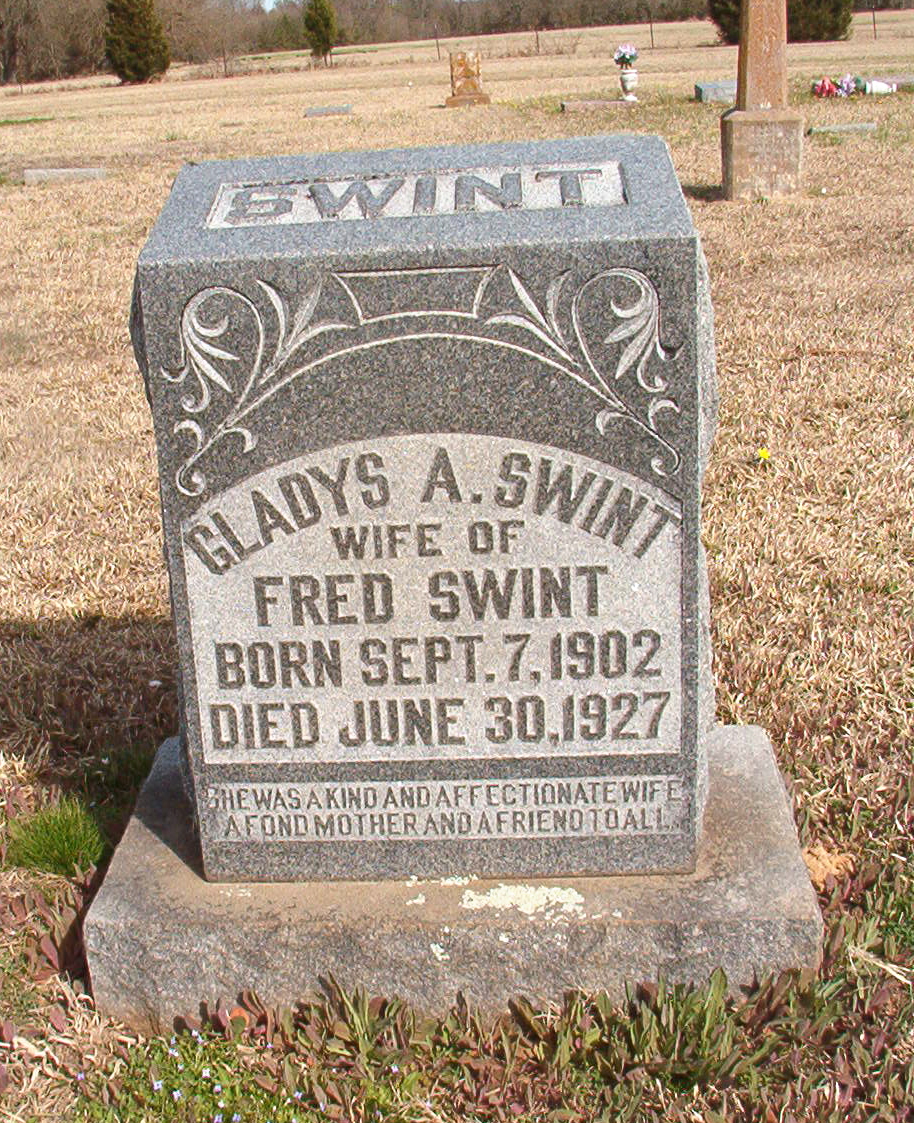 SWINT
GLADYS A. SWINT
WIFE OF
FRED SWINT
BORN SEPT. 7, 1902
DIED JUNE 30, 1927
SHE WAS A KIND AND AFFECTIONATE WIFE
A FOND MOTHER AND A FRIEND TO ALL.